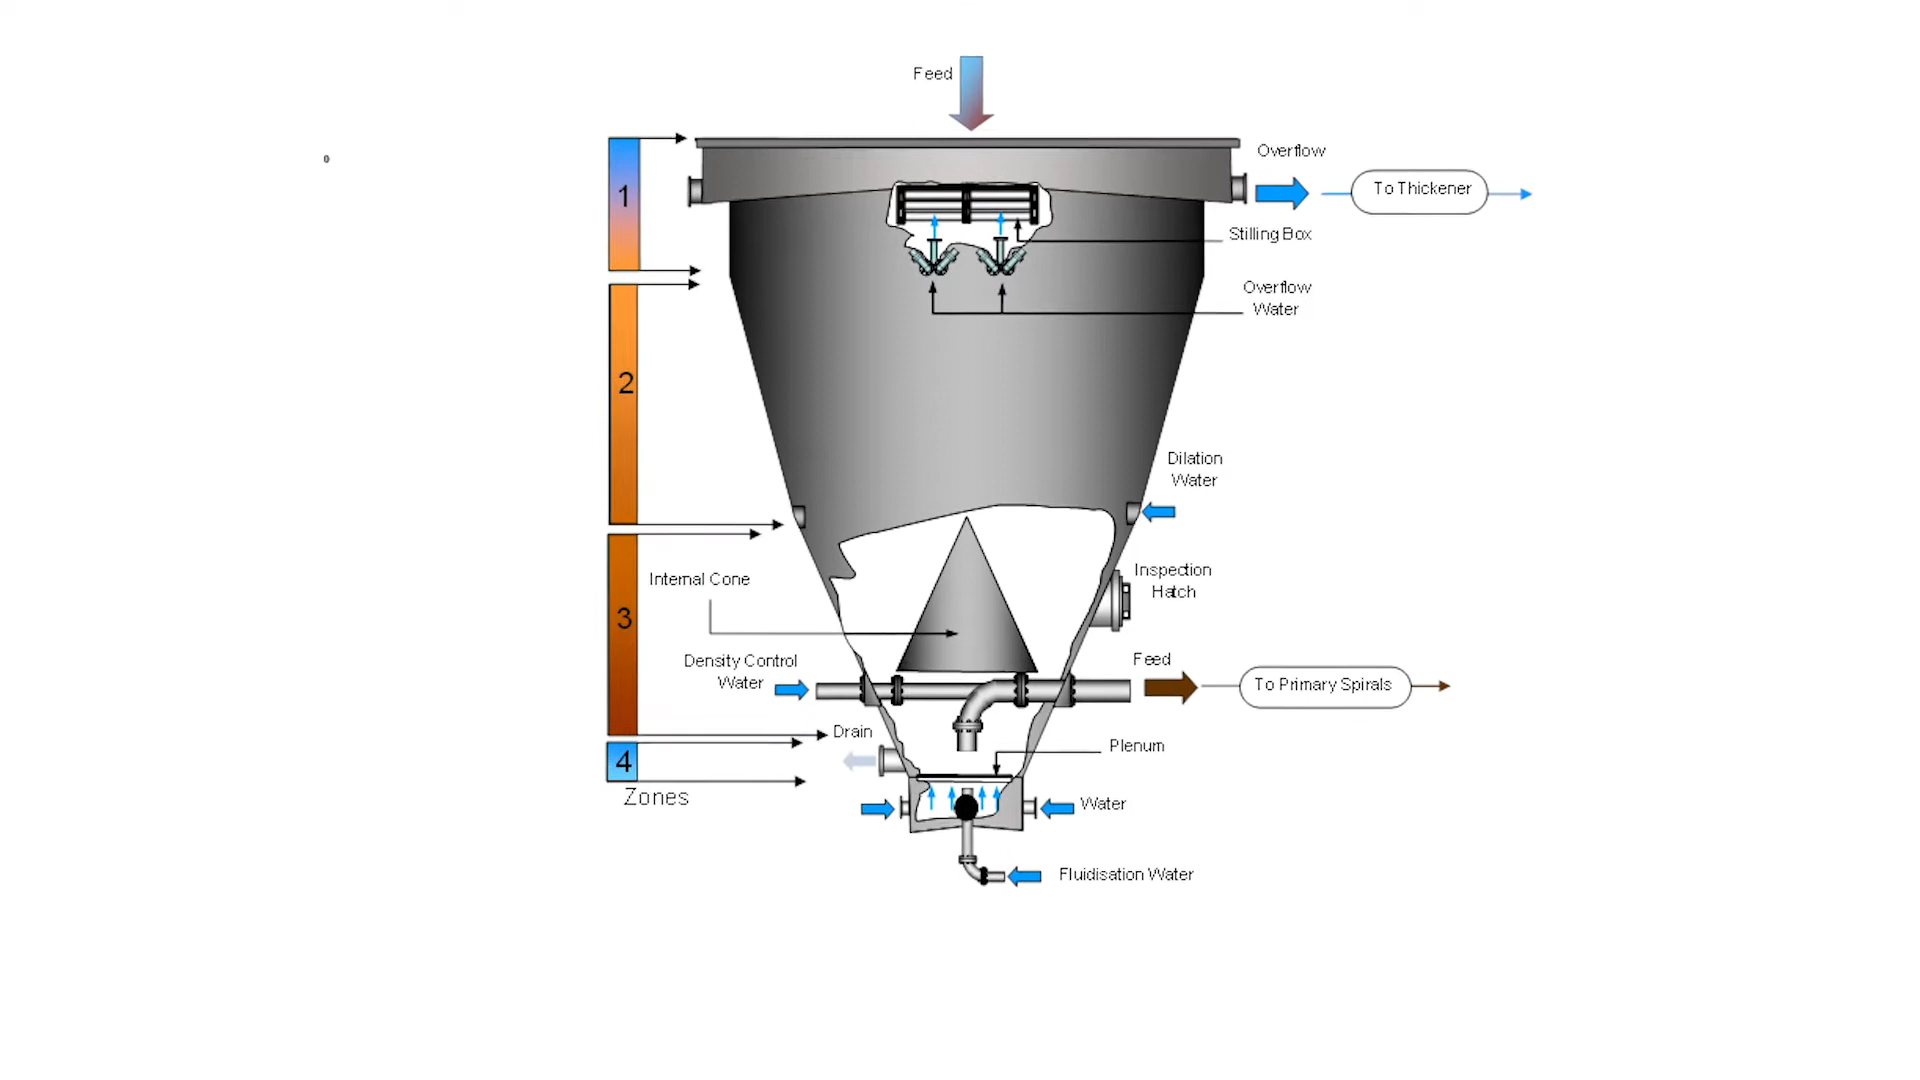 Feed
Overflow
To Thickener
1
Stilling Box
Overflow
Water
2
Dilation
Water
Internal Cone
Inspection
Hatch
3
Density Control
Water
Feed
To Primary Spirals
Drain
Plenum
4
Zones
Water
Fluidisation Water